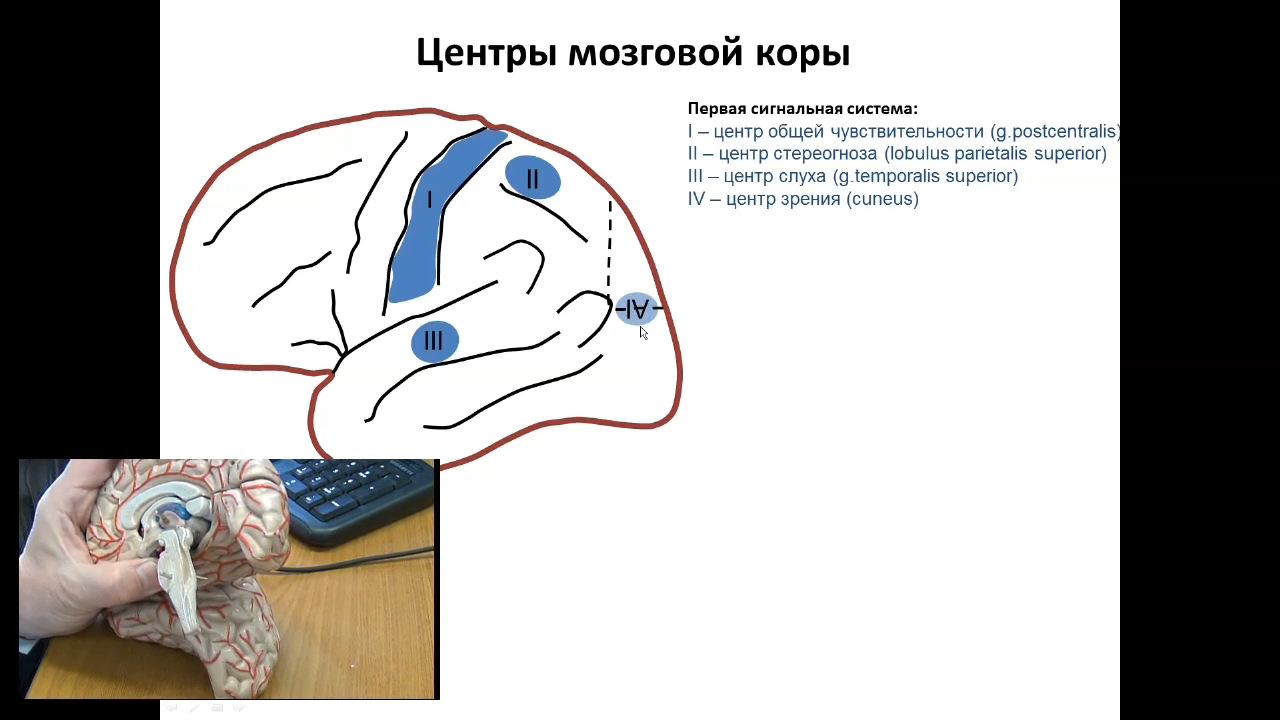 Центры мозговой коры
Первая сигнальная система:
I – центр общей чувствительности (g.postcentralis)
II – центр стереогноза (lobulus parietalis superior)
III – центр слуха (g.temporalis superior)
IV – центр зрения (cuneus)
I
II
III
IV